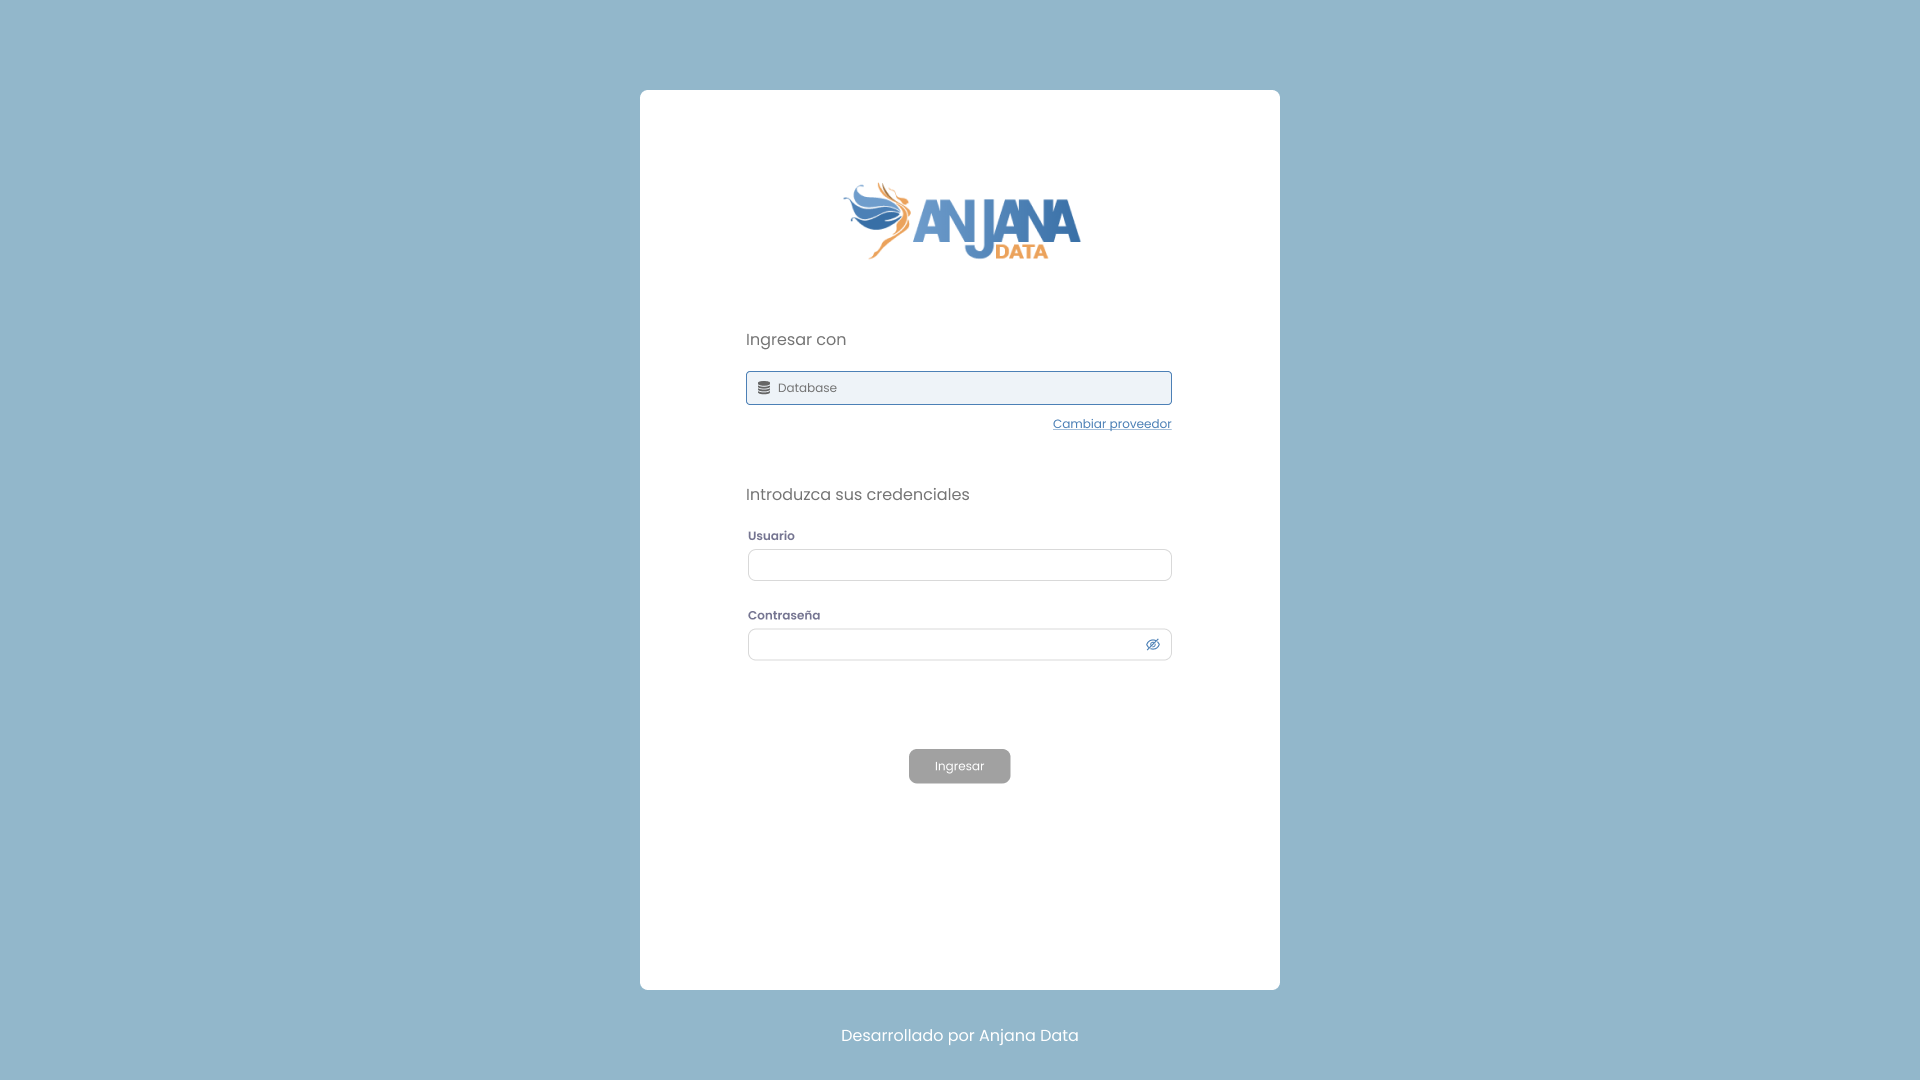 ANJANA
DATA
Ingresar con
Database
Cambiar proveedor
Introduzca sus credenciales
Usuario
Contraseña
Ingresar
Desarrollado por Anjana Data